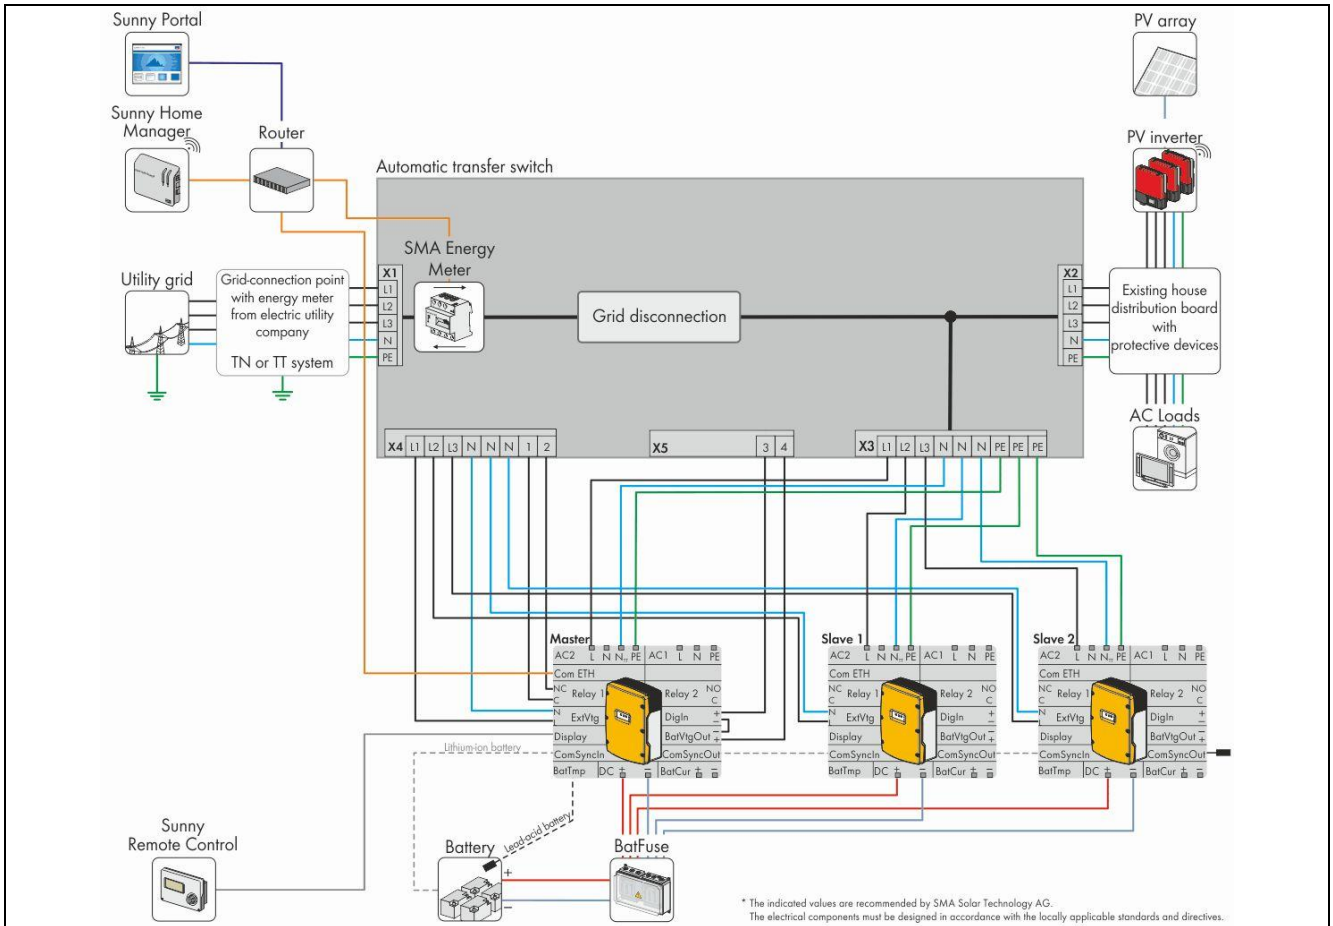 Sunny Portal
PV array
Sunny Home
Manager
Router
PV inverter
Automatic transfer switch
SMA Energy
Meter
Utility grid
Grid-connection point
with energy meter
from electric utility
company
TN or TT system
X1
L1
L2
L3
N
PE
Grid disconnection
X2
L1
L2
L3
N
PE
Existing house
distribution board
with
protective devices
AC Loads
X4 L1 L2 L3 N N N 1 2
X5 3 4
X3 L1 L2 L3 N N N PE PE PE
Master
AC2 L N NTT PE AC1 L N PE
Com ETH
NC Relay 1 Relay 2 NO
C C
N ExtVtg DigIn + −
Display BatVtgOut − +
ComSyncIn ComSyncOut
BatTmp DC + − BatCur + −
Slave 1
AC2 L N NTT PE AC1 L N PE
Com ETH
NC Relay 1 Relay 2 NO
C C
N ExtVtg DigIn + −
Display BatVtgOut − +
ComSyncIn ComSyncOut
BatTmp DC + − BatCur + −
Slave 2
AC2 L N NTT PE AC1 L N PE
Com ETH
NC Relay 1 Relay 2 NO
C C
N ExtVtg DigIn + −
Display BatVtgOut − +
ComSyncIn ComSyncOut
BatTmp DC + − BatCur + −
Lithium-ion battery
Lead-acid battery
Sunny
Remote Control
Battery
+
−
BatFuse
* The indicated values are recommended by SMA Solar Technology AG.
The electrical components must be designed in accordance with the locally applicable standards and directives.